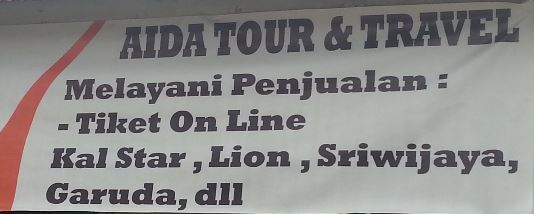 AIDA TOUR & TRAVEL
Melayani Penjualan :
- Tiket On Line
Kal Star , Lion , Sriwijaya,
Garuda, dll